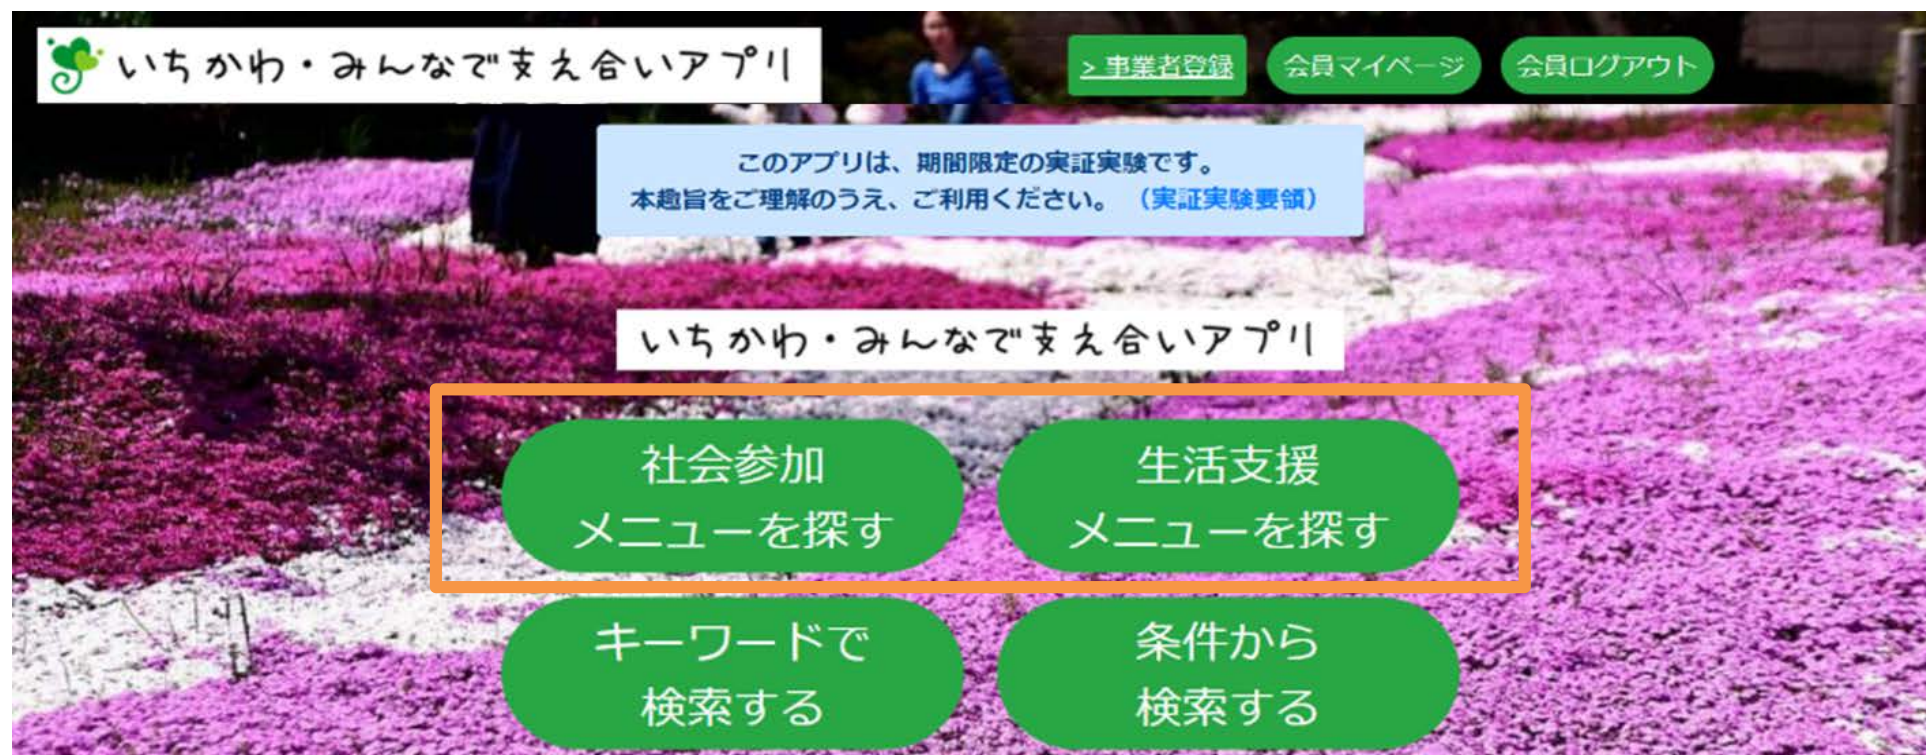 いちかわ・みんなで支え合いアプリ
> 事業者登録
会員マイページ
会員ログアウト
このアプリは、期間限定の実証実験です。
本趣旨をご理解のうえ、ご利用ください。 （実証実験要領）
いちかわ・みんなで支え合いアプリ
社会参加
メニューを探す
生活支援
メニューを探す
キーワードで
検索する
条件から
検索する